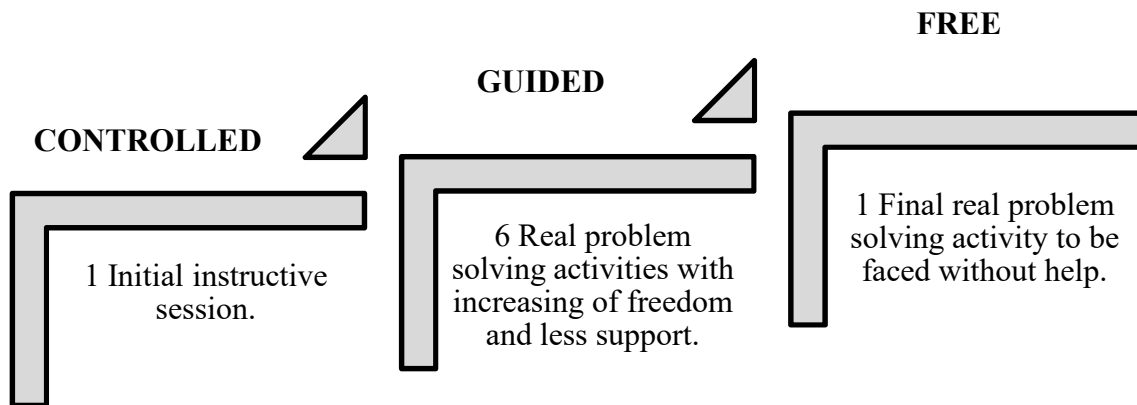 CONTROLLED
1 Initial instructive
session.
GUIDED
6 Real problem
solving activities with
increasing of freedom
and less support.
FREE
1 Final real problem
solving activity to be
faced without help.